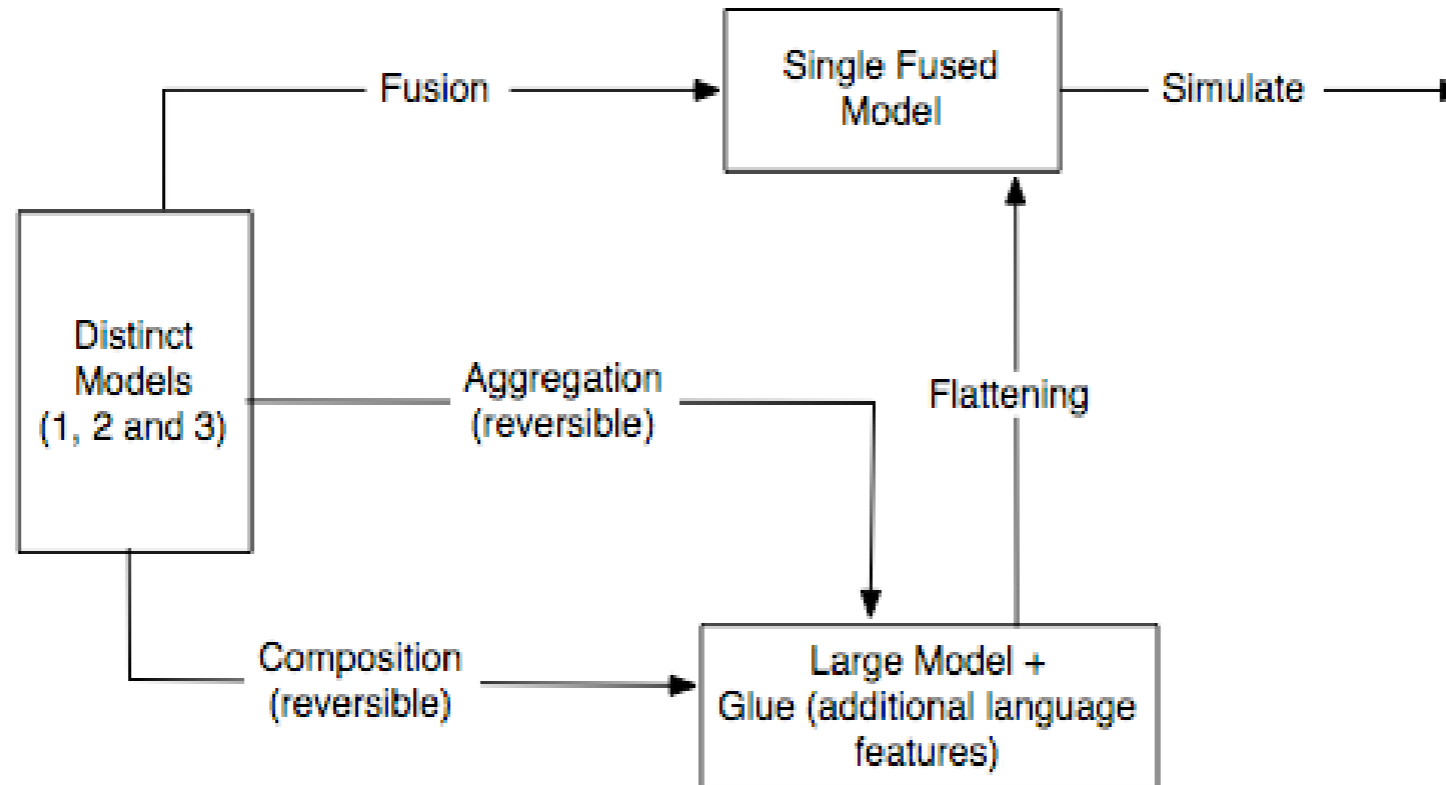 Single Fused
Model
Fusion
Simulate
Distinct
Models
(1, 2 and 3)
Aggregation
(reversible)
Flattening
Composition
(reversible)
Large Model +
Glue (additional language
features)